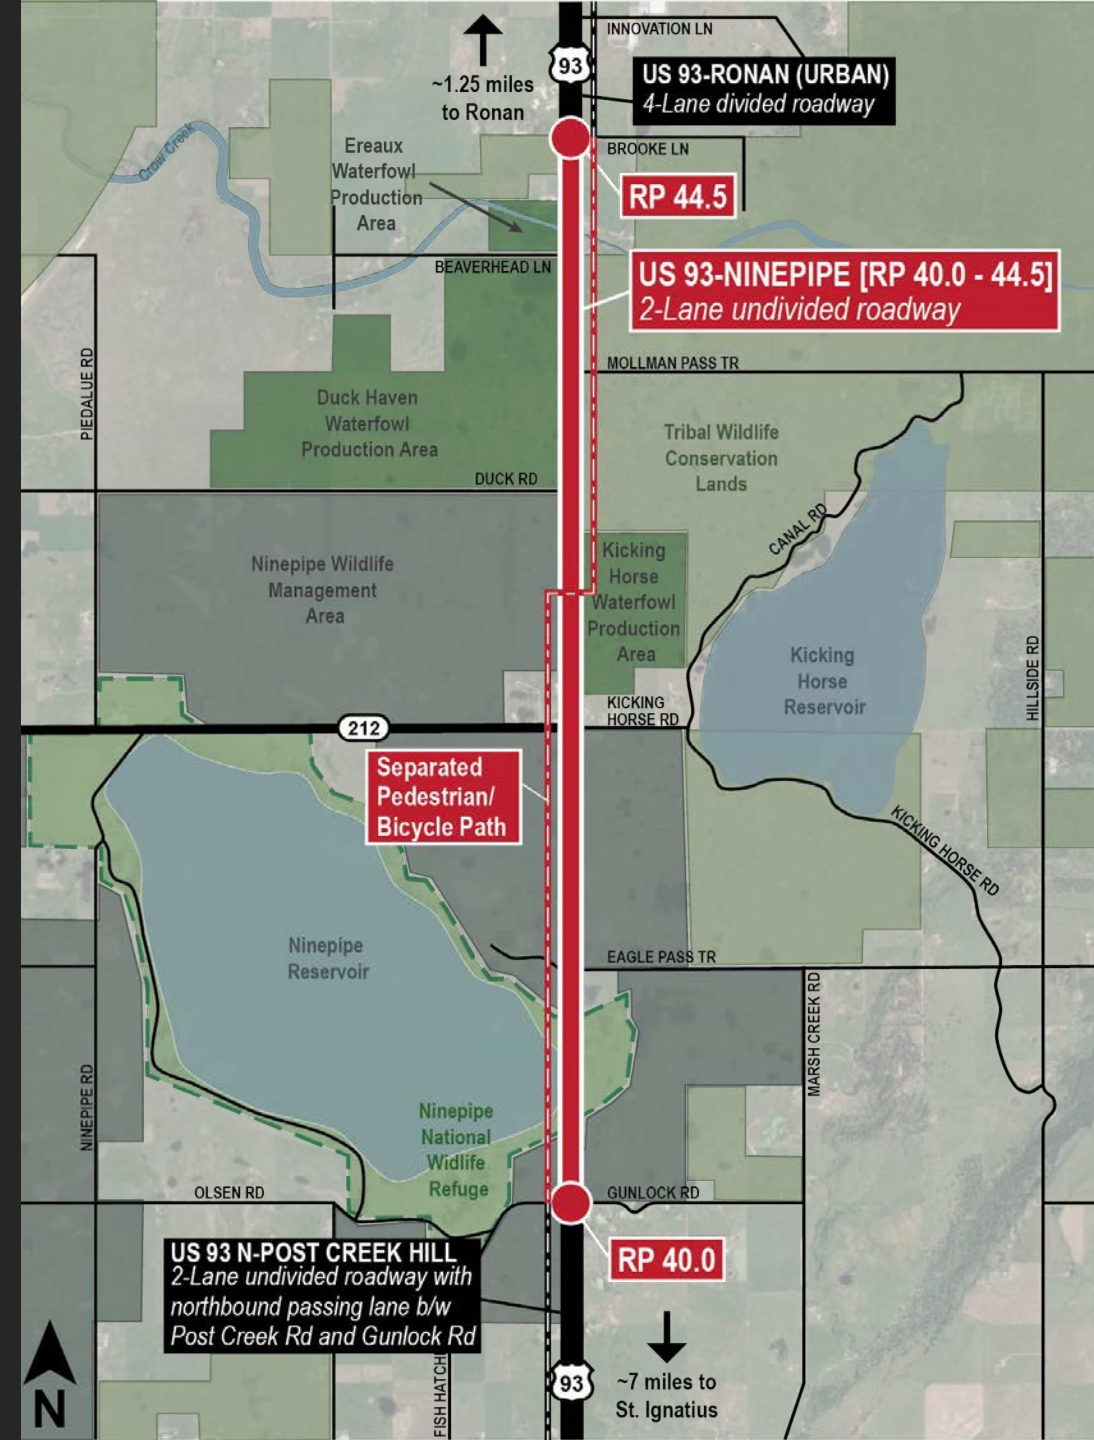 INNOVATION LN
93
~1.25 miles
to Ronan
US 93-RONAN (URBAN)
4-Lane divided roadway
Crow Creek
Ereaux
Waterfowl
Production
Area
BROOKE LN
RP 44.5
BEAVERHEAD LN
US 93-NINEPIPE [RP 40.0 - 44.5]
2-Lane undivided roadway
PIEDALUE RD
MOLLMAN PASS TR
Duck Haven
Waterfowl
Production Area
Tribal Wildlife
Conservation
Lands
DUCK RD
CANAL RD
Ninepipe Wildlife
Management
Area
Kicking
Horse
Waterfowl
Production
Area
Kicking
Horse
Reservoir
HILLSIDE RD
KICKING
HORSE RD
212
Separated
Pedestrian/
Bicycle Path
KICKING HORSE RD
Ninepipe
Reservoir
EAGLE PASS TR
MARSH CREEK RD
NINEPIPE RD
Ninepipe
National
Widlife
Refuge
OLSEN RD
GUNLOCK RD
US 93 N-POST CREEK HILL
2-Lane undivided roadway with
northbound passing lane b/w
Post Creek Rd and Gunlock Rd
RP 40.0
N
FISH HATCH
93
~7 miles to
St. Ignatius